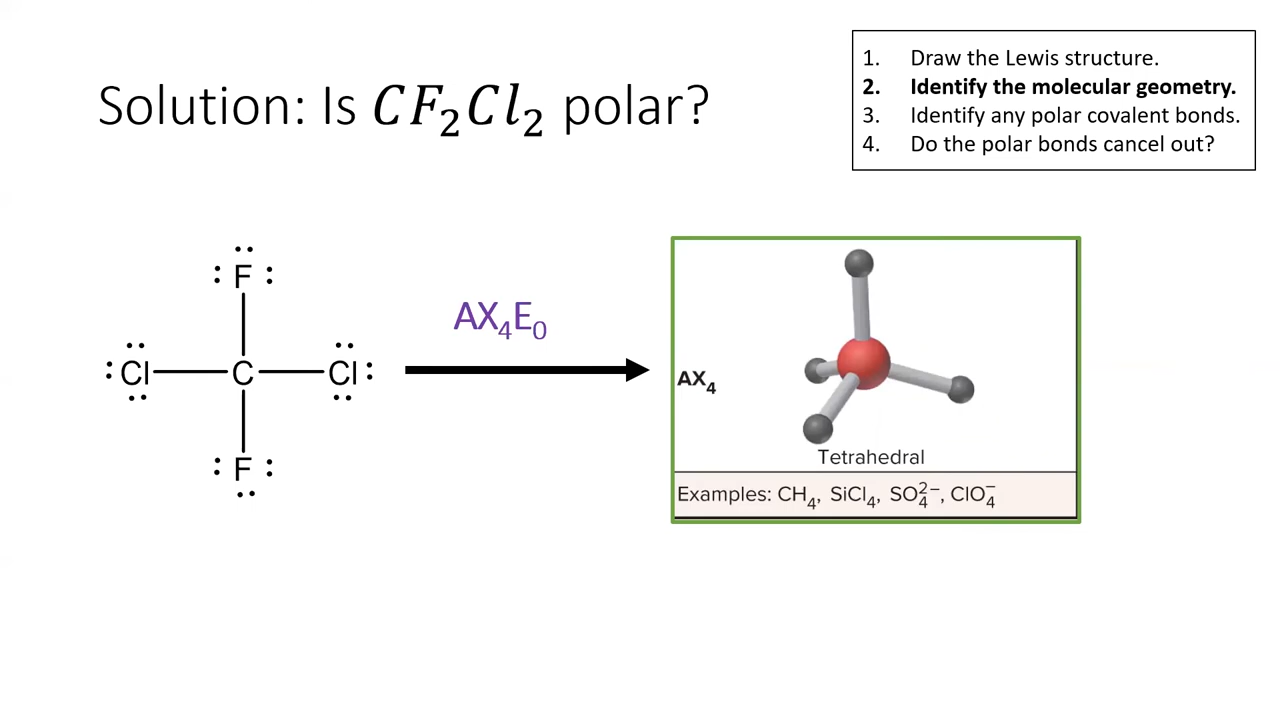 Solution: Is CF₂Cl₂ polar?
1. Draw the Lewis structure.
2. Identify the molecular geometry.
3. Identify any polar covalent bonds.
4. Do the polar bonds cancel out?
F
Cl C Cl
F
AX₄E₀
AX₄
Tetrahedral
Examples: CH₄, SiCl₄, SO₄²⁻, ClO₄⁻